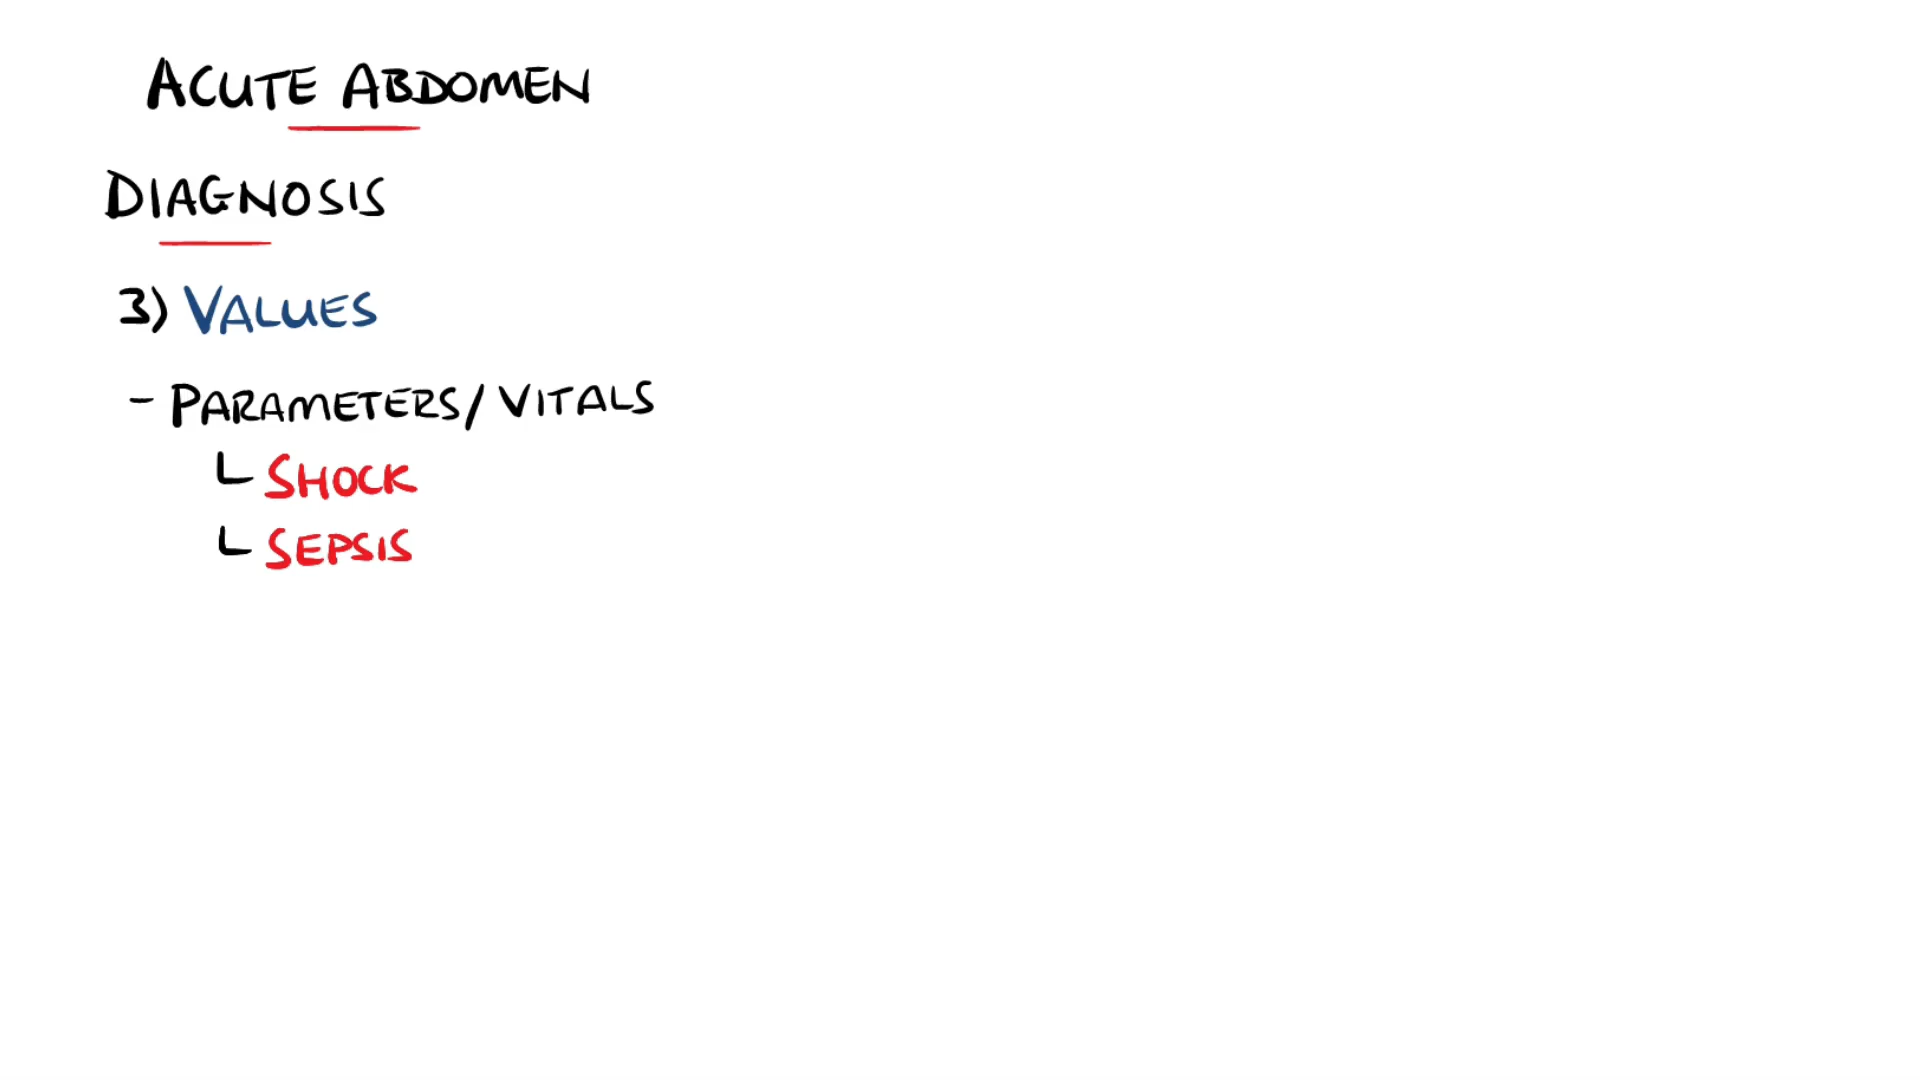 ACUTE ABDOMEN
DIAGNOSIS
3) VALUES
- PARAMETERS/VITALS
SHOCK
SEPSIS